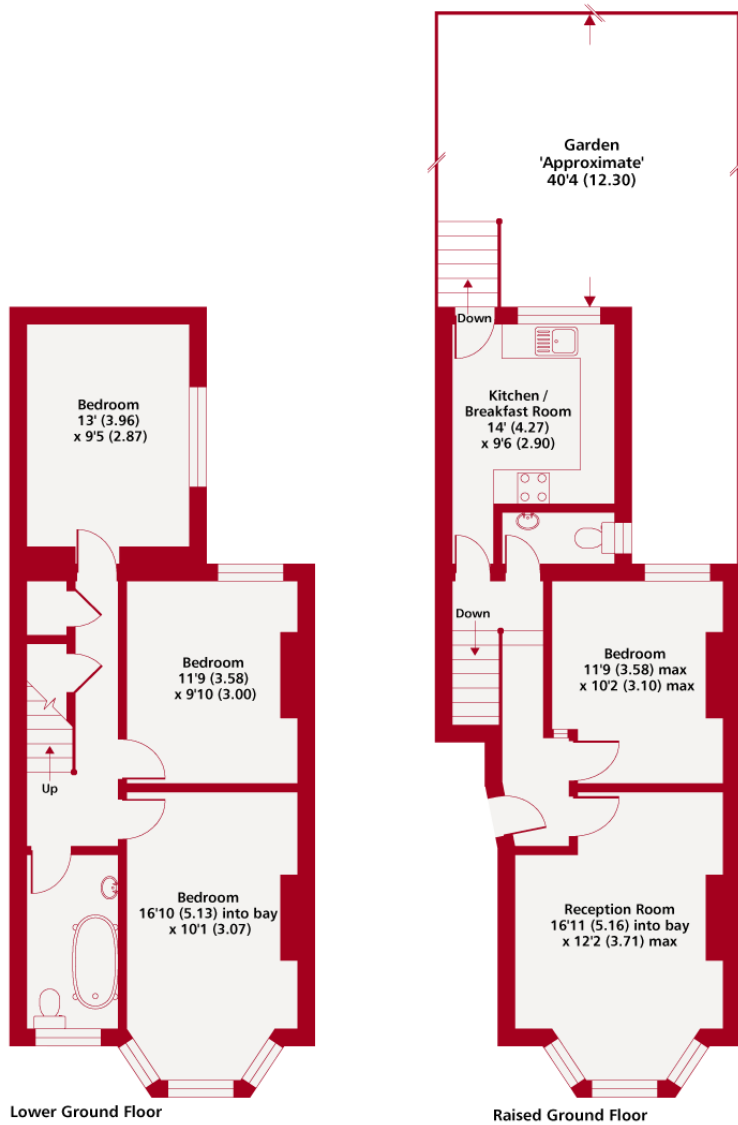 Garden
'Approximate'
40'4 (12.30)
Down
Kitchen /
Breakfast Room
14' (4.27)
x 9'6 (2.90)
Bedroom
13' (3.96)
x 9'5 (2.87)
Down
Bedroom
11'9 (3.58)
x 9'10 (3.00)
Bedroom
11'9 (3.58) max
x 10'2 (3.10) max
Up
Bedroom
16'10 (5.13) into bay
x 10'1 (3.07)
Reception Room
16'11 (5.16) into bay
x 12'2 (3.71) max
Lower Ground Floor
Raised Ground Floor